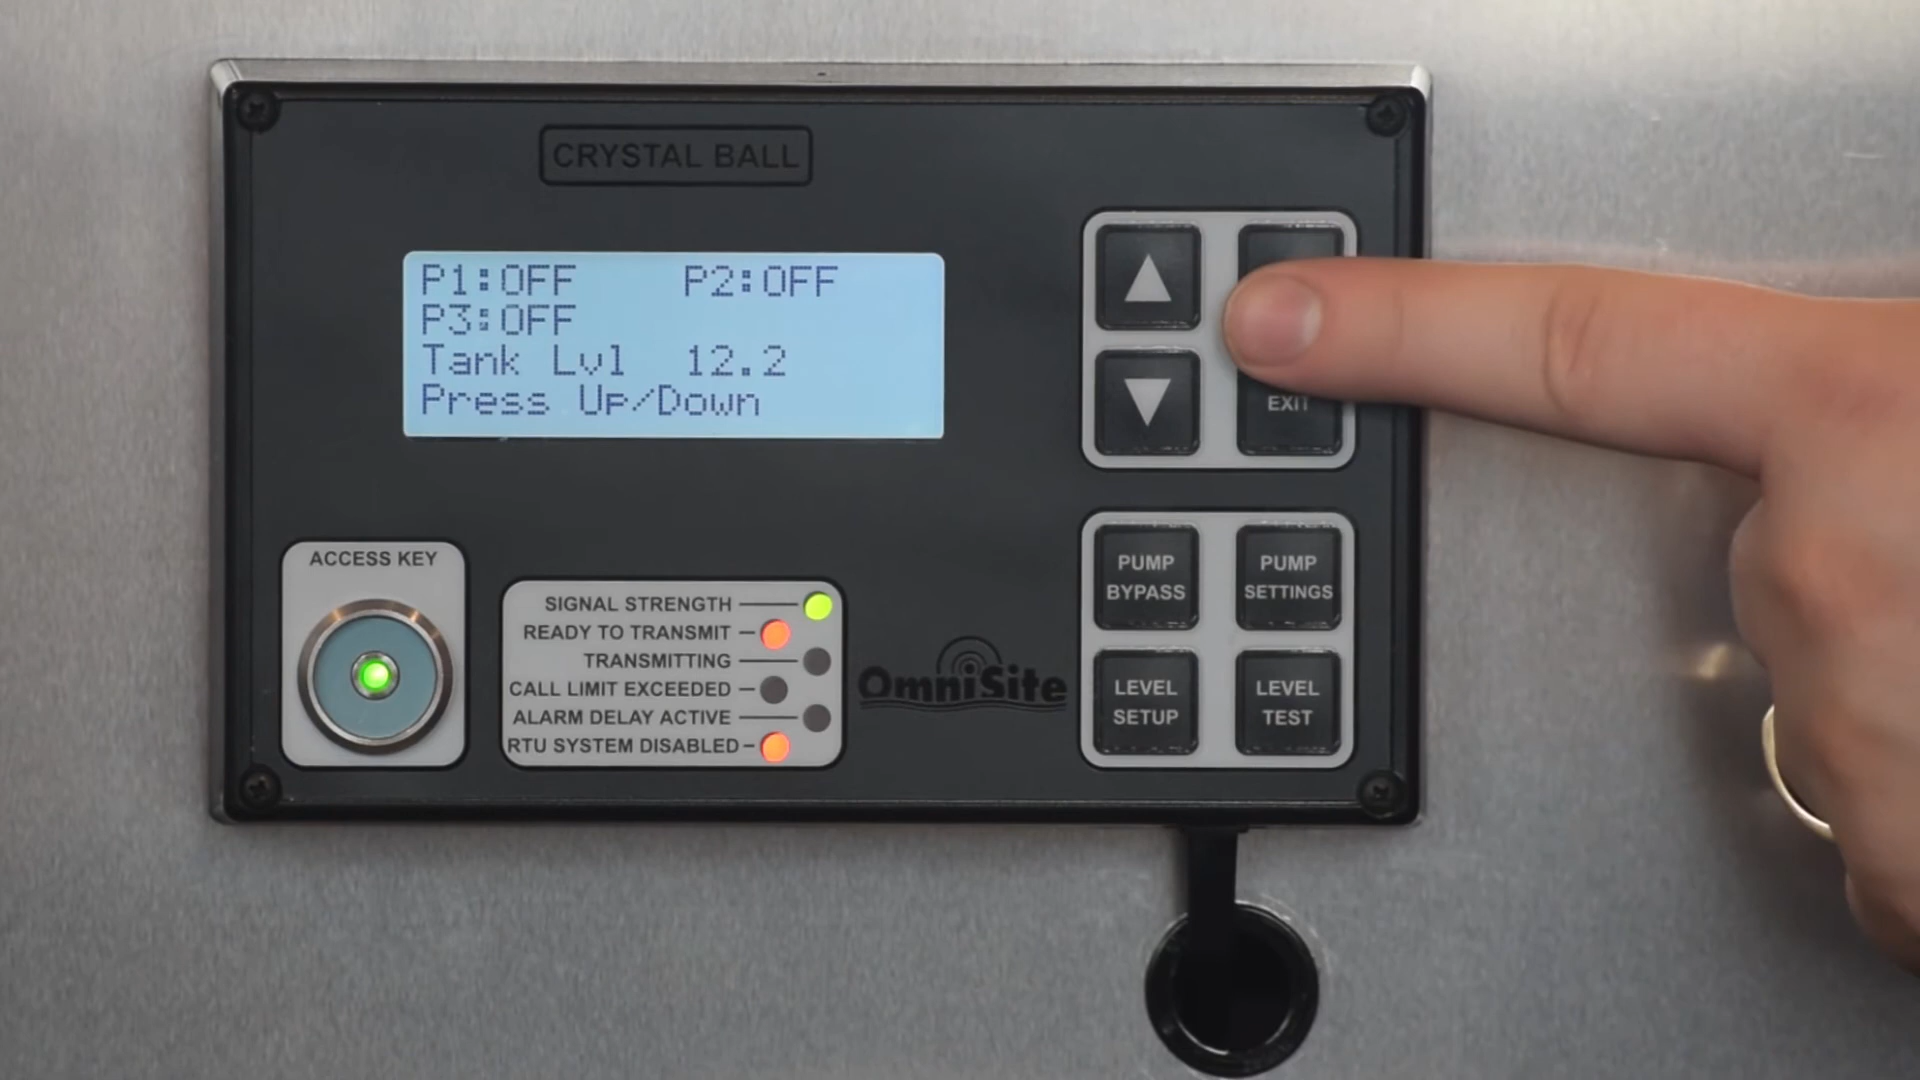 CRYSTAL BALL
P1:OFF P2:OFF
P3:OFF
Tank Lvl 12.2
Press Up/Down
EXIT
ACCESS KEY
SIGNAL STRENGTH
READY TO TRANSMIT
TRANSMITTING
CALL LIMIT EXCEEDED
ALARM DELAY ACTIVE
RTU SYSTEM DISABLED
OmniSite
PUMP
BYPASS
PUMP
SETTINGS
LEVEL
SETUP
LEVEL
TEST